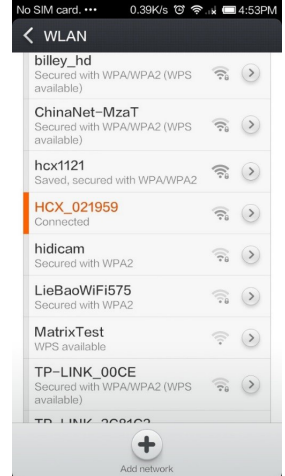 No SIM card. ••• 0.39K/s 4:53PM
WLAN
billey_hd
Secured with WPA/WPA2 (WPS
available)
ChinaNet-MzaT
Secured with WPA/WPA2 (WPS
available)
hcx1121
Saved, secured with WPA/WPA2
HCX_021959
Connected
hidicam
Secured with WPA2
LieBaoWiFi575
Secured with WPA2
MatrixTest
WPS available
TP-LINK_00CE
Secured with WPA/WPA2 (WPS
available)
Add network